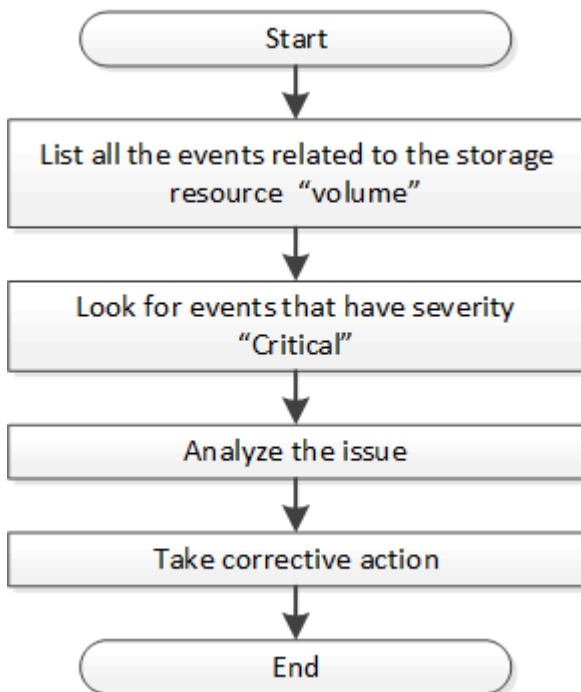 Start
List all the events related to the storage
resource “volume”
Look for events that have severity
“Critical”
Analyze the issue
Take corrective action
End